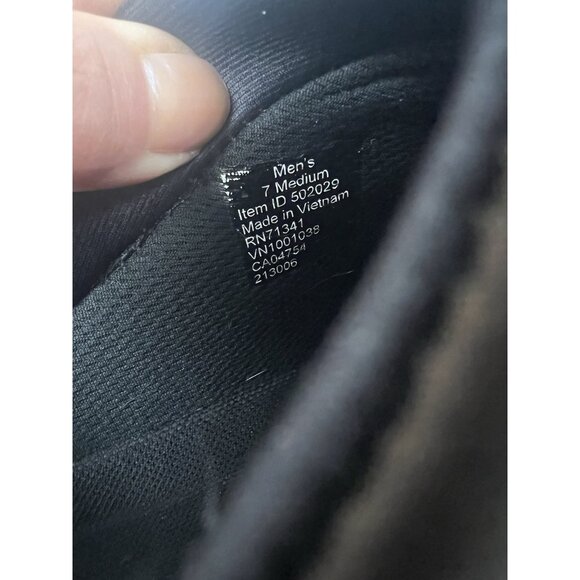 Men's
7 Medium
Item ID 502029
Made in Vietnam
RN71341
VN1001038
CA04754
213006